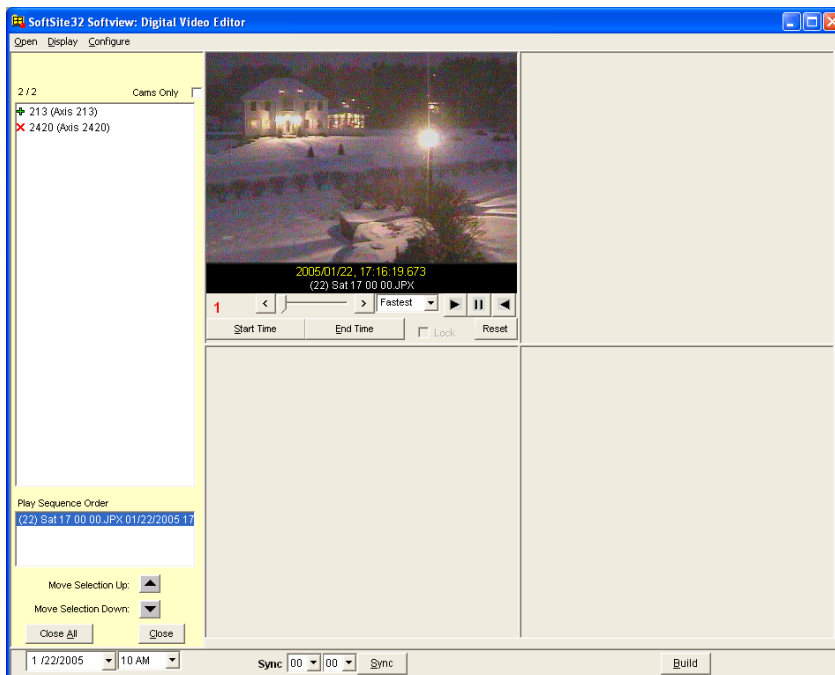 SoftSite32 Softview: Digital Video Editor
Open Display Configure
2 / 2 Cams Only
213 (Axis 213)
2420 (Axis 2420)
2005/01/22, 17:16:19.673
(22) Sat 17 00 00.JPX
1 < > Fastest
Start Time End Time Lock Reset
Play Sequence Order
(22) Sat 17 00 00.JPX 01/22/2005 17
Move Selection Up:
Move Selection Down:
Close All Close
1 /22/2005 10 AM Sync 00 00 Sync Build